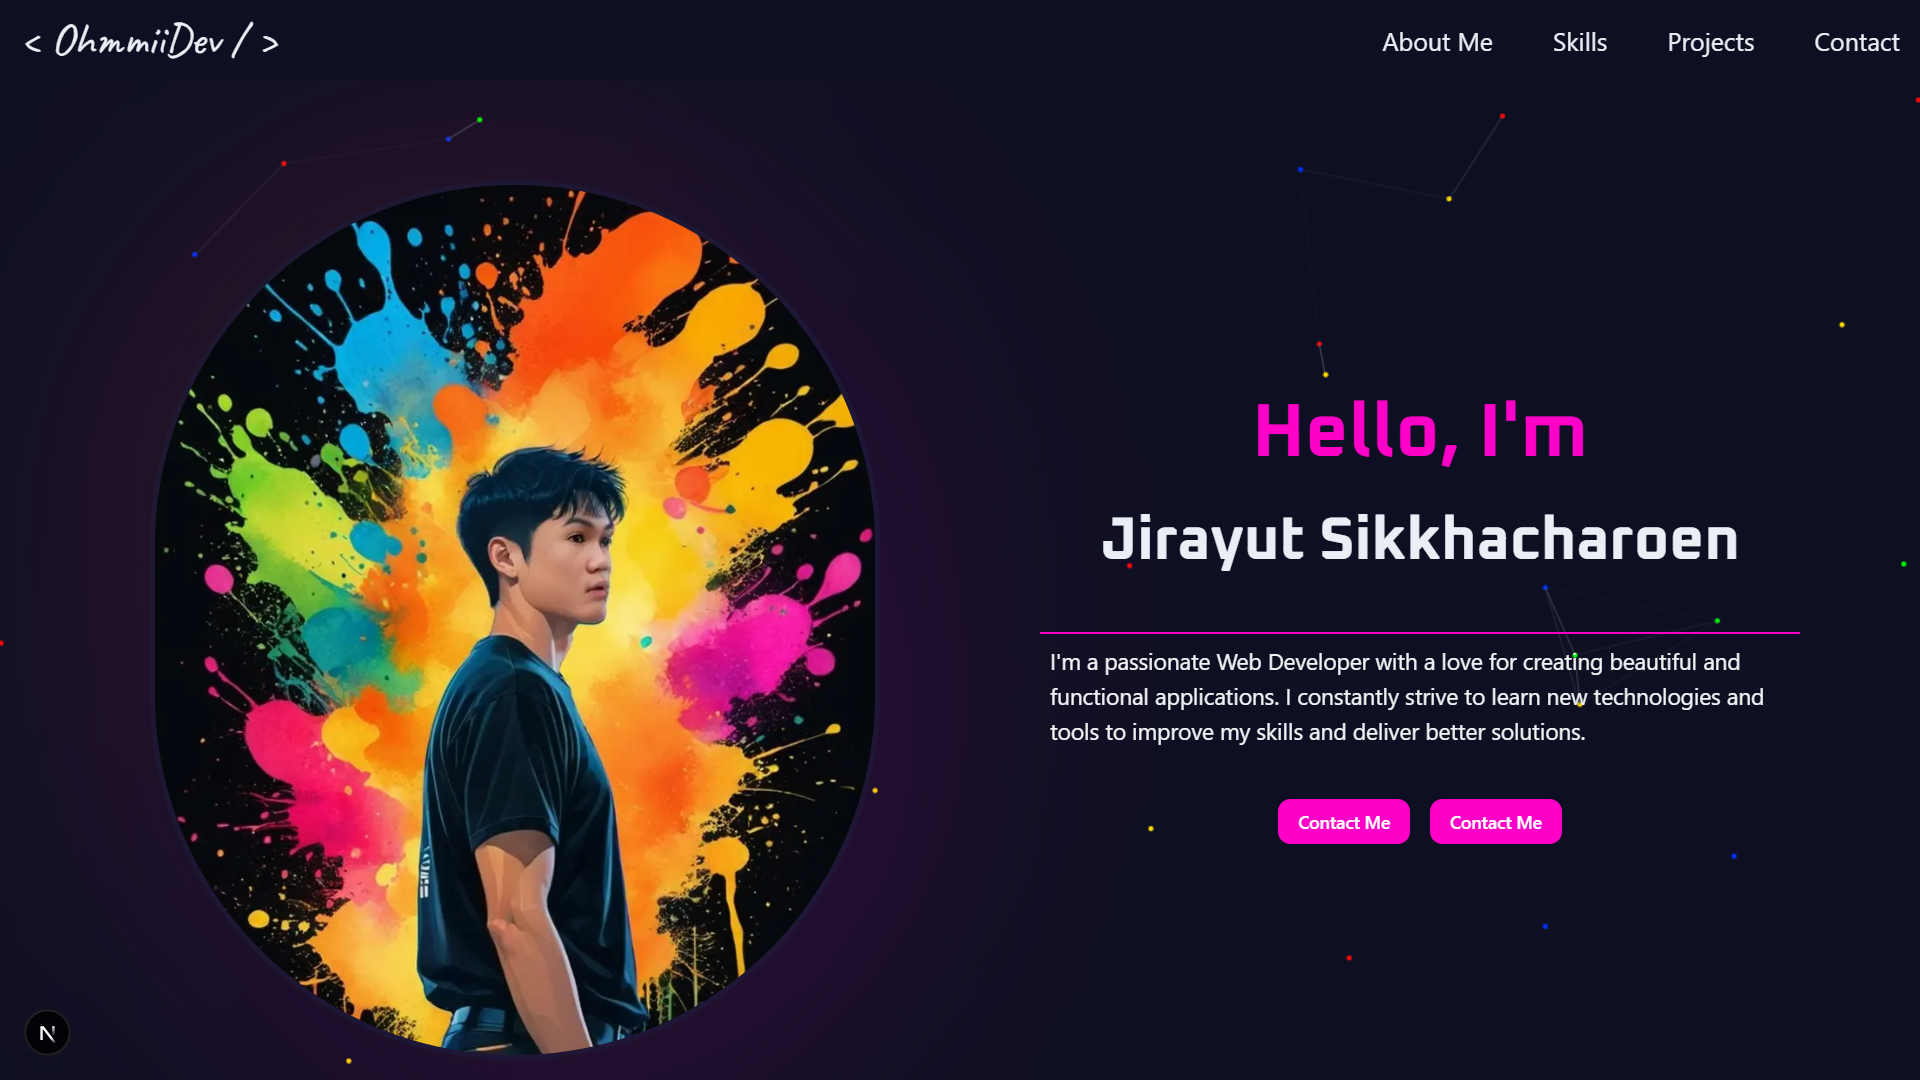 < OhmmiiDev / >
About Me
Skills
Projects
Contact
Hello, I'm
Jirayut Sikkhacharoen
I'm a passionate Web Developer with a love for creating beautiful and
functional applications. I constantly strive to learn new technologies and
tools to improve my skills and deliver better solutions.
Contact Me
Contact Me
N